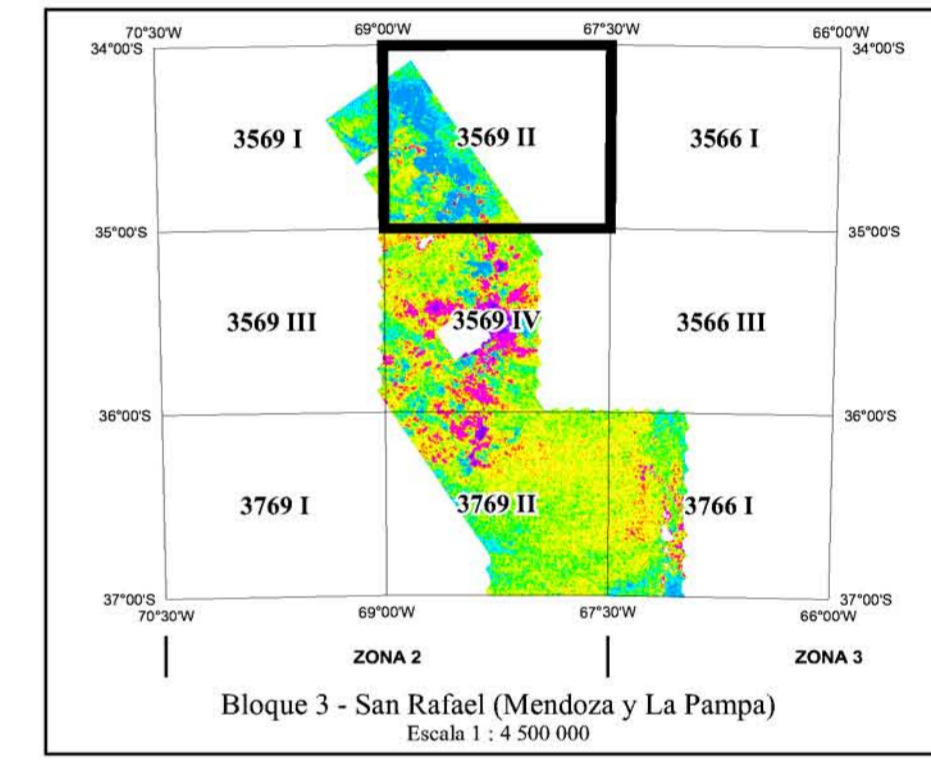 70°30'W 69°00'W 67°30'W 66°00'W
34°00'S 34°00'S
3569 I 3569 II 3566 I
35°00'S 35°00'S
3569 III 3569 IV 3566 III
36°00'S 36°00'S
3769 I 3769 II 3766 I
37°00'S 37°00'S
70°30'W 69°00'W 67°30'W 66°00'W
ZONA 2 ZONA 3
Bloque 3 - San Rafael (Mendoza y La Pampa)
Escala 1 : 4 500 000